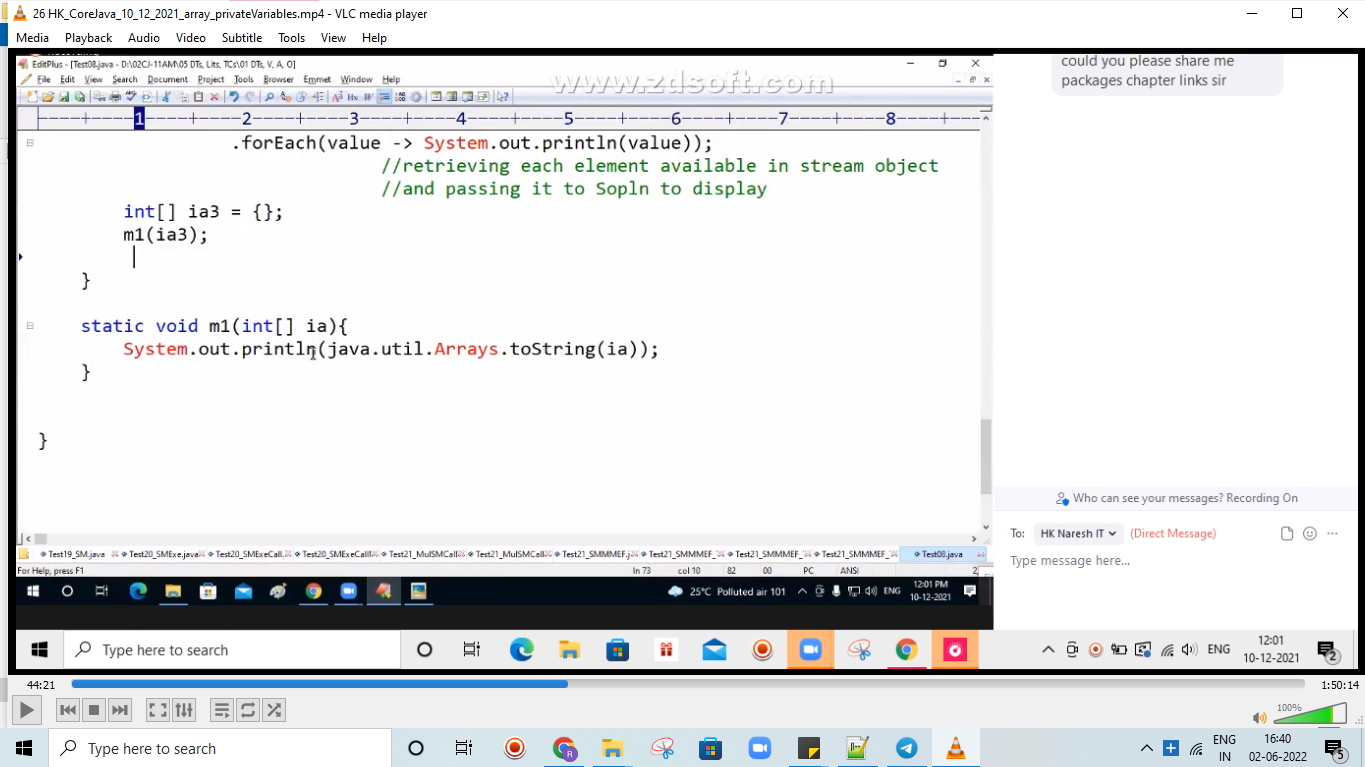 26 HK_CoreJava_10_12_2021_array_privateVariables.mp4 - VLC media player
Media Playback Audio Video Subtitle Tools View Help
EditPlus - [Test08.java - D:\02CJ-11AM\05 DTs, Lits, TCs\01 DTs, V, A, O]
File Edit View Search Document Project Tools Browser Emmet Window Help
www.zdsoft.com
----+----1----+----2----+----3----+----4----+----5----+----6----+----7----+----8----+---
.forEach(value -> System.out.println(value));
//retrieving each element available in stream object
//and passing it to Sopln to display
int[] ia3 = {};
m1(ia3);
}
static void m1(int[] ia){
System.out.println(java.util.Arrays.toString(ia));
}
}
Test19_SM.java Test20_SMExe.java Test20_SMExeCall. Test20_SMExeCall Test21_MulSMCall Test21_MulSMCall Test21_SMMMEF.j Test21_SMMMEF_ Test21_SMMMEF_ Test21_SMMMEF_ Test08.java
For Help, press F1 ln 73 col 10 82 00 PC ANSI
25°C Polluted air 101 ENG 12:01 PM
10-12-2021
could you please share me
packages chapter links sir
Who can see your messages? Recording On
To: HK Naresh IT (Direct Message)
Type message here...
Type here to search ENG 12:01
10-12-2021 2
44:21 1:50:14
100%
Type here to search ENG 16:40
IN 02-06-2022 5